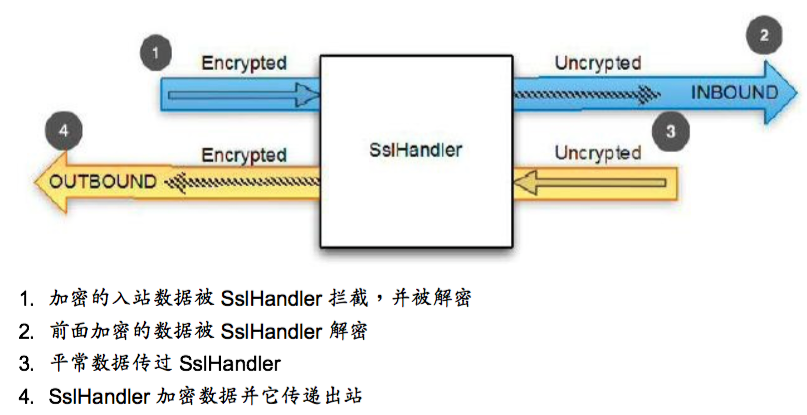 1
2
Encrypted
Uncrypted
INBOUND
4
3
SslHandler
Encrypted
Uncrypted
OUTBOUND
1. 加密的入站数据被 SslHandler 拦截，并被解密
2. 前面加密的数据被 SslHandler 解密
3. 平常数据传过 SslHandler
4. SslHandler 加密数据并它传递出站